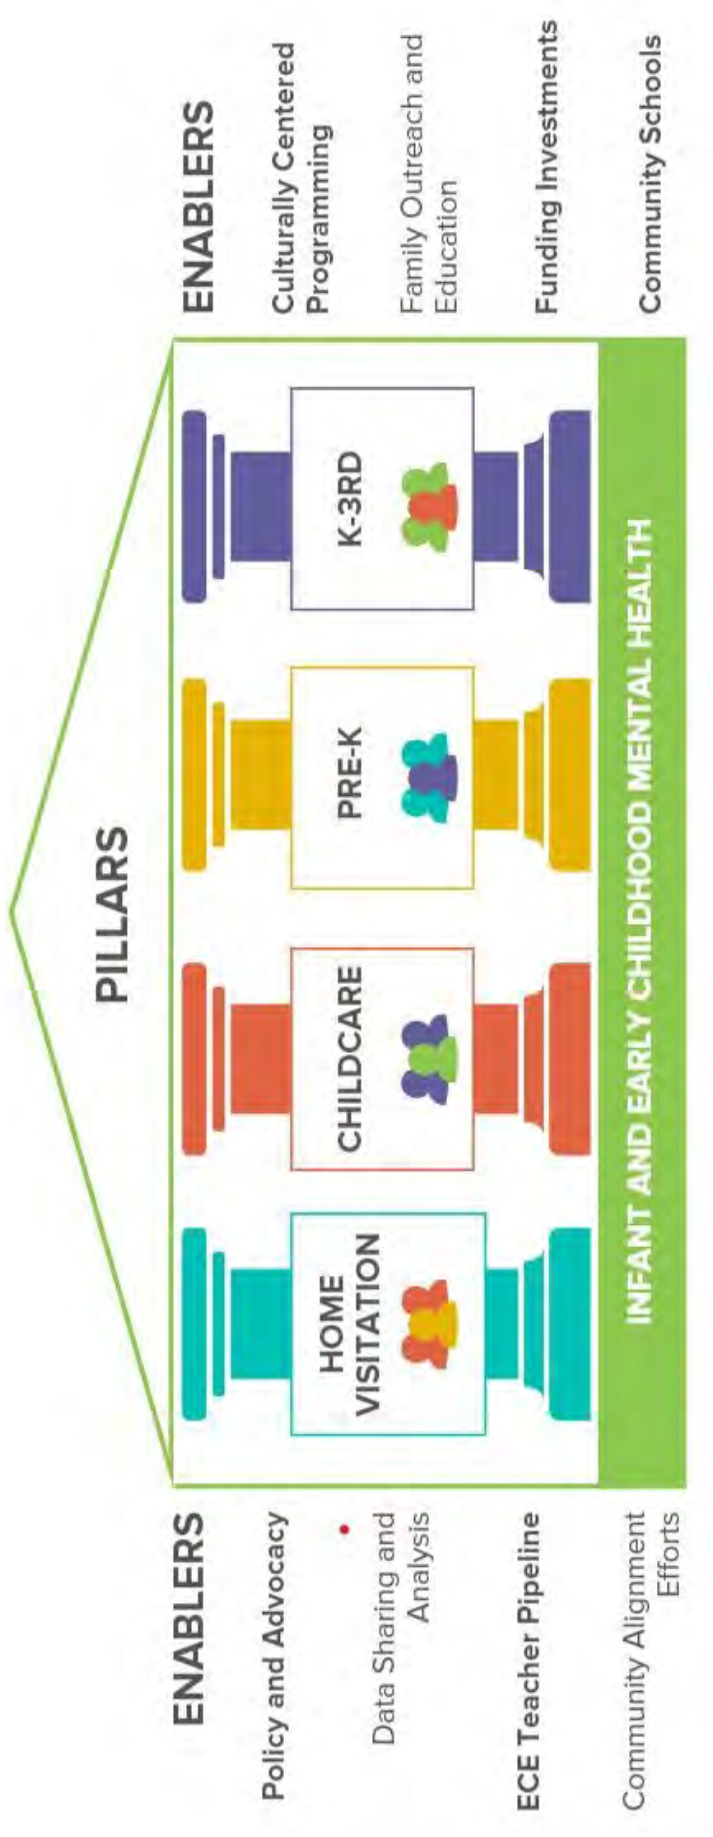 PILLARS
ENABLERS
Policy and Advocacy
Data Sharing and
Analysis
ECE Teacher Pipeline
Community Alignment
Efforts
HOME
VISITATION
CHILDCARE
PRE-K
K-3RD
INFANT AND EARLY CHILDHOOD MENTAL HEALTH
ENABLERS
Culturally Centered
Programming
Family Outreach and
Education
Funding Investments
Community Schools